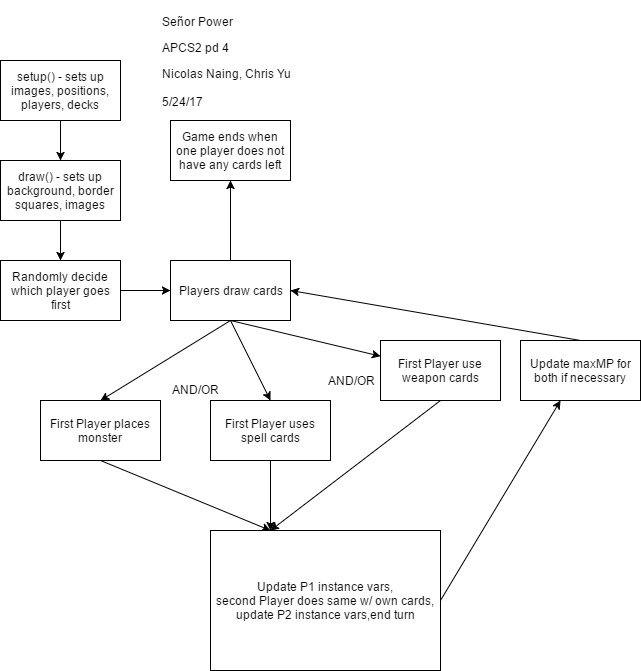 Señor Power
APCS2 pd 4
Nicolas Naing, Chris Yu
5/24/17
setup() - sets up
images, positions,
players, decks
Game ends when
one player does not
have any cards left
draw() - sets up
background, border
squares, images
Randomly decide
which player goes
first
Players draw cards
First Player use
weapon cards
Update maxMP for
both if necessary
AND/OR
AND/OR
First Player places
monster
First Player uses
spell cards
Update P1 instance vars,
second Player does same w/ own cards,
update P2 instance vars,end turn